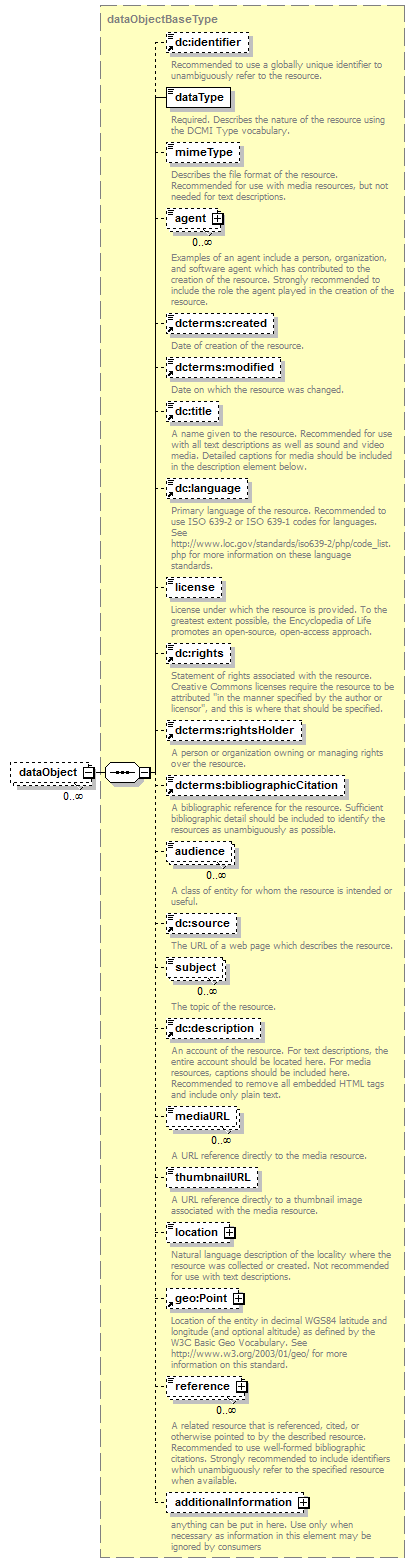 dataObjectBaseType
dc:identifier
Recommended to use a globally unique identifier to
unambiguously refer to the resource.
dataType
Required. Describes the nature of the resource using
the DCMI Type vocabulary.
mimeType
Describes the file format of the resource.
Recommended for use with media resources, but not
needed for text descriptions.
agent
0..∞
Examples of an agent include a person, organization,
and software agent which has contributed to the
creation of the resource. Strongly recommended to
include the role the agent played in the creation of the
resource.
dcterms:created
Date of creation of the resource.
dcterms:modified
Date on which the resource was changed.
dc:title
A name given to the resource. Recommended for use
with all text descriptions as well as sound and video
media. Detailed captions for media should be included
in the description element below.
dc:language
Primary language of the resource. Recommended to
use ISO 639-2 or ISO 639-1 codes for languages.
See
http://www.loc.gov/standards/iso639-2/php/code_list.
php for more information on these language
standards.
license
License under which the resource is provided. To the
greatest extent possible, the Encyclopedia of Life
promotes an open-source, open-access approach.
dc:rights
Statement of rights associated with the resource.
Creative Commons licenses require the resource to be
attributed "in the manner specified by the author or
licensor", and this is where that should be specified.
dcterms:rightsHolder
A person or organization owning or managing rights
over the resource.
dataObject
0..∞
dcterms:bibliographicCitation
A bibliographic reference for the resource. Sufficient
bibliographic detail should be included to identify the
resources as unambiguously as possible.
audience
0..∞
A class of entity for whom the resource is intended or
useful.
dc:source
The URL of a web page which describes the resource.
subject
0..∞
The topic of the resource.
dc:description
An account of the resource. For text descriptions, the
entire account should be located here. For media
resources, captions should be included here.
Recommended to remove all embedded HTML tags
and include only plain text.
mediaURL
0..∞
A URL reference directly to the media resource.
thumbnailURL
A URL reference directly to a thumbnail image
associated with the media resource.
location
Natural language description of the locality where the
resource was collected or created. Not recommended
for use with text descriptions.
geo:Point
Location of the entity in decimal WGS84 latitude and
longitude (and optional altitude) as defined by the
W3C Basic Geo Vocabulary. See
http://www.w3.org/2003/01/geo/ for more
information on this standard.
reference
0..∞
A related resource that is referenced, cited, or
otherwise pointed to by the described resource.
Recommended to use well-formed bibliographic
citations. Strongly recommended to include identifiers
which unambiguously refer to the specified resource
when available.
additionalInformation
anything can be put in here. Use only when
necessary as information in this element may be
ignored by consumers